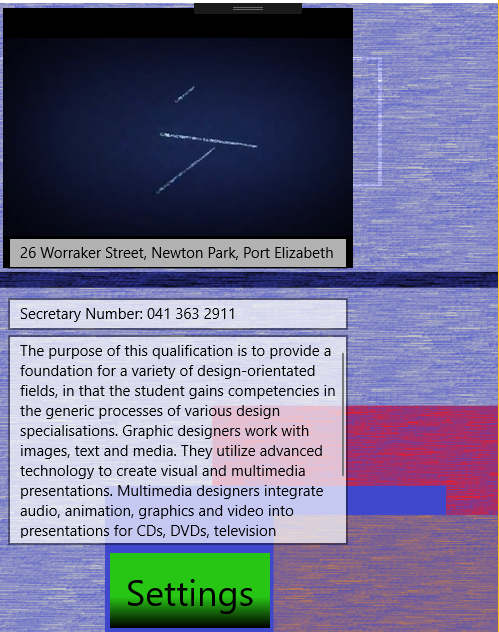 26 Worraker Street, Newton Park, Port Elizabeth
Secretary Number: 041 363 2911
The purpose of this qualification is to provide a
foundation for a variety of design-orientated
fields, in that the student gains competencies in
the generic processes of various design
specialisations. Graphic designers work with
images, text and media. They utilize advanced
technology to create visual and multimedia
presentations. Multimedia designers integrate
audio, animation, graphics and video into
presentations for CDs, DVDs, television
Settings